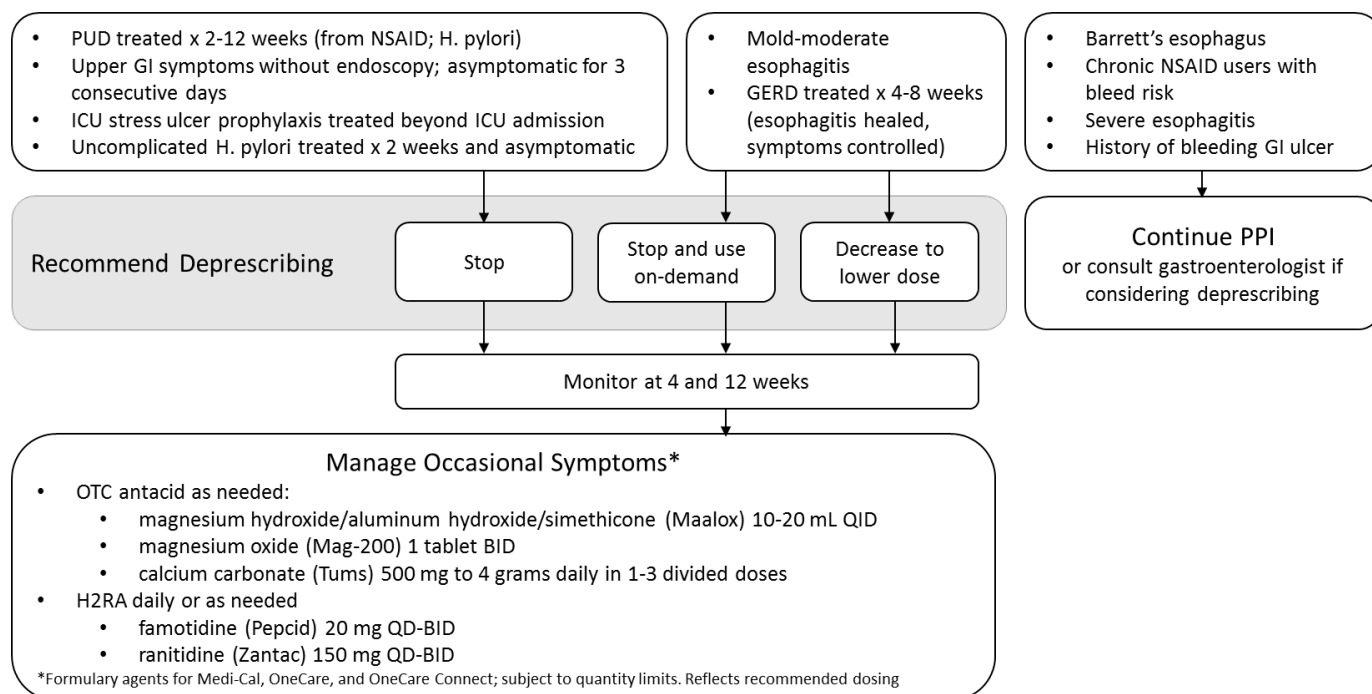 • PUD treated x 2-12 weeks (from NSAID; H. pylori)
• Upper GI symptoms without endoscopy; asymptomatic for 3
consecutive days
• ICU stress ulcer prophylaxis treated beyond ICU admission
• Uncomplicated H. pylori treated x 2 weeks and asymptomatic
• Mold-moderate
esophagitis
• GERD treated x 4-8 weeks
(esophagitis healed,
symptoms controlled)
• Barrett's esophagus
• Chronic NSAID users with
bleed risk
• Severe esophagitis
• History of bleeding GI ulcer
Recommend Deprescribing
Stop
Stop and use
on-demand
Decrease to
lower dose
Continue PPI
or consult gastroenterologist if
considering deprescribing
Monitor at 4 and 12 weeks
Manage Occasional Symptoms*
• OTC antacid as needed:
• magnesium hydroxide/aluminum hydroxide/simethicone (Maalox) 10-20 mL QID
• magnesium oxide (Mag-200) 1 tablet BID
• calcium carbonate (Tums) 500 mg to 4 grams daily in 1-3 divided doses
• H2RA daily or as needed
• famotidine (Pepcid) 20 mg QD-BID
• ranitidine (Zantac) 150 mg QD-BID
*Formulary agents for Medi-Cal, OneCare, and OneCare Connect; subject to quantity limits. Reflects recommended dosing